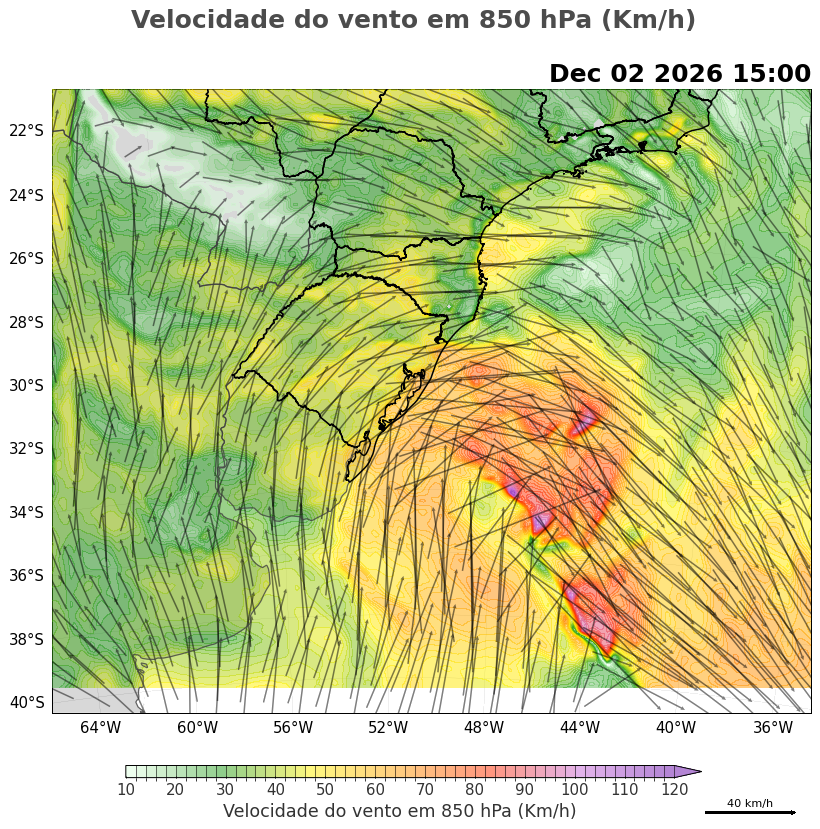 Velocidade do vento em 850 hPa (Km/h)
Dec 02 2026 15:00
22°S
24°S
26°S
28°S
30°S
32°S
34°S
36°S
38°S
40°S
64°W 60°W 56°W 52°W 48°W 44°W 40°W 36°W
10 20 30 40 50 60 70 80 90 100 110 120
Velocidade do vento em 850 hPa (Km/h)
40 km/h